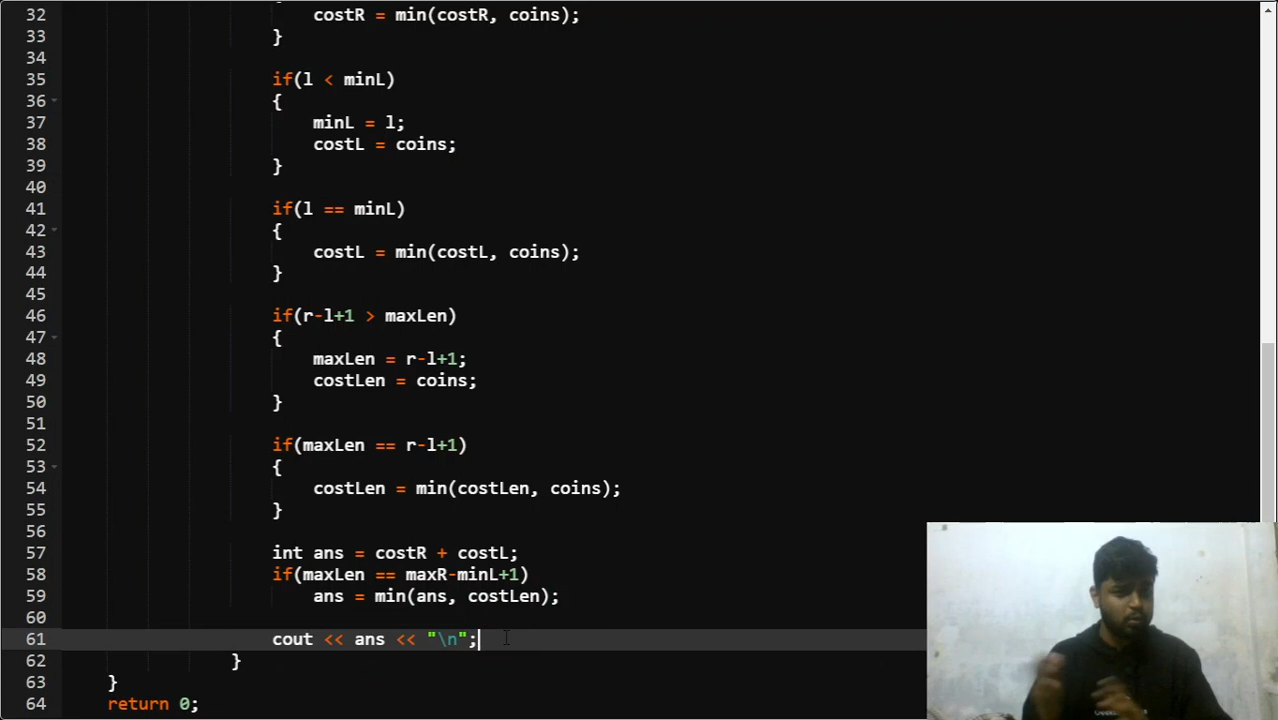 32 costR = min(costR, coins);
33 }
34
35 if(l < minL)
36 {
37 minL = l;
38 costL = coins;
39 }
40
41 if(l == minL)
42 {
43 costL = min(costL, coins);
44 }
45
46 if(r-l+1 > maxLen)
47 {
48 maxLen = r-l+1;
49 costLen = coins;
50 }
51
52 if(maxLen == r-l+1)
53 {
54 costLen = min(costLen, coins);
55 }
56
57 int ans = costR + costL;
58 if(maxLen == maxR-minL+1)
59 ans = min(ans, costLen);
60
61 cout << ans << "\n";
62 }
63 }
64 return 0;